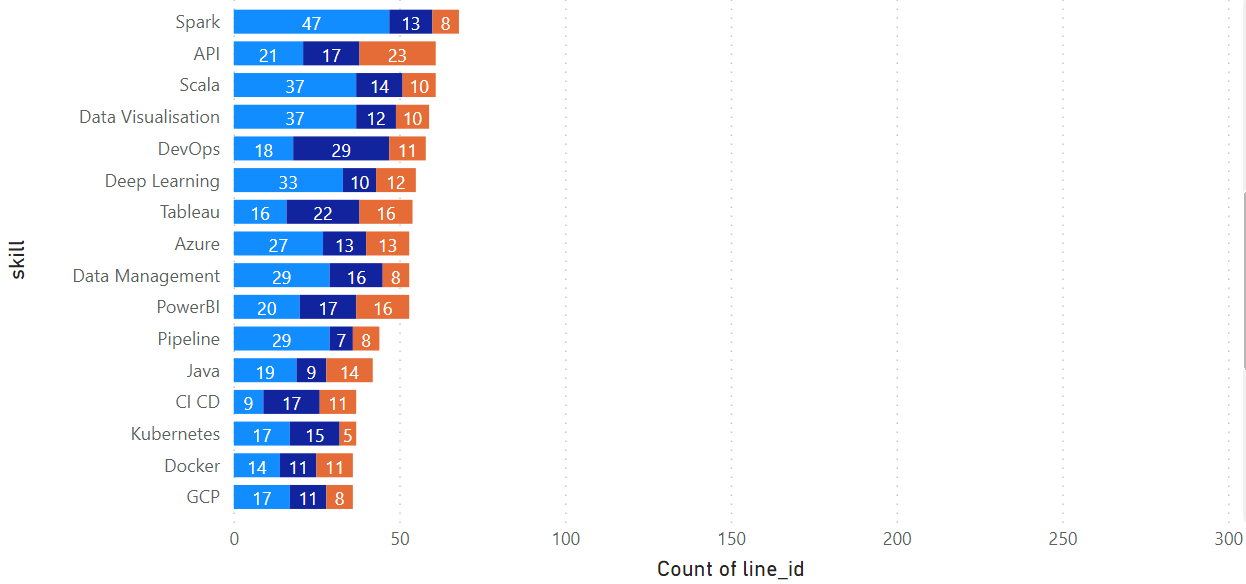 Spark 47 13 8
API 21 17 23
Scala 37 14 10
Data Visualisation 37 12 10
DevOps 18 29 11
Deep Learning 33 10 12
Tableau 16 22 16
Azure 27 13 13
Data Management 29 16 8
PowerBI 20 17 16
Pipeline 29 7 8
Java 19 9 14
CI CD 9 17 11
Kubernetes 17 15 5
Docker 14 11 11
GCP 17 11 8
skill
0 50 100 150 200 250 300
Count of line_id